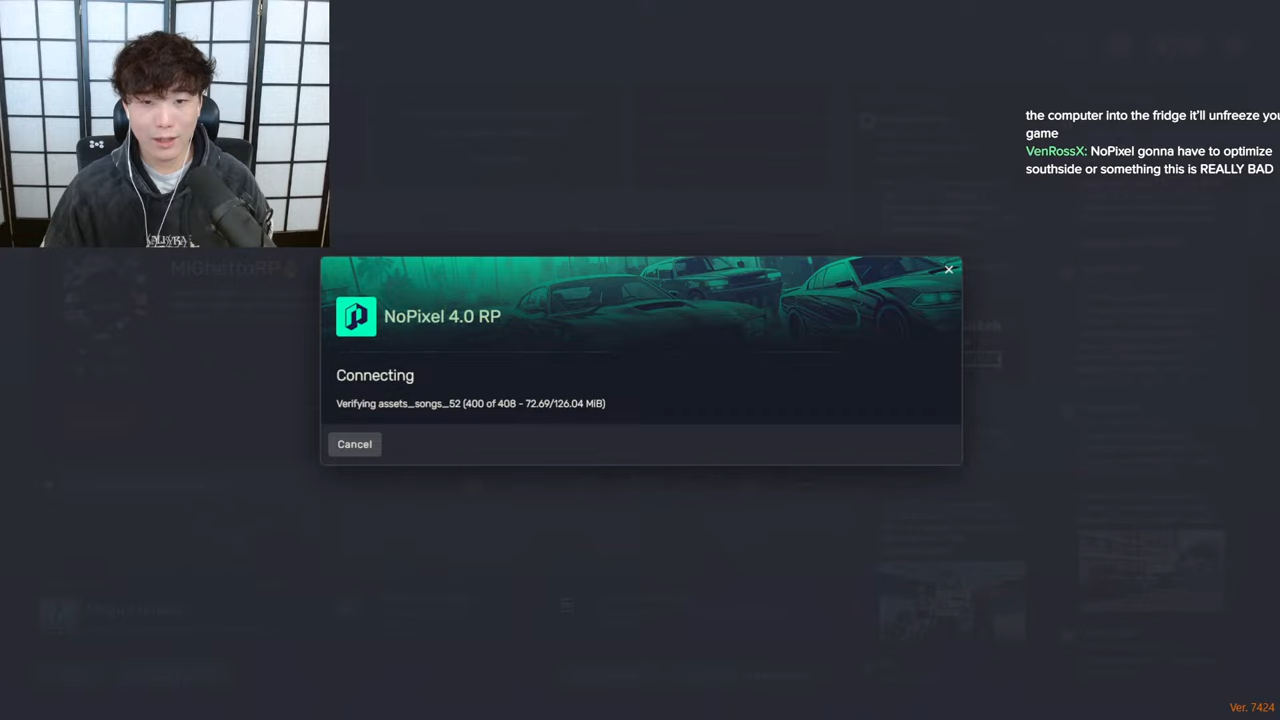 the computer into the fridge it'll unfreeze you
game
VenRossX: NoPixel gonna have to optimize
southside or something this is REALLY BAD
MIGhettoRP
NoPixel 4.0 RP
Connecting
Verifying assets_songs_52 (400 of 408 - 72.69/126.04 MiB)
Cancel
Ver. 7424